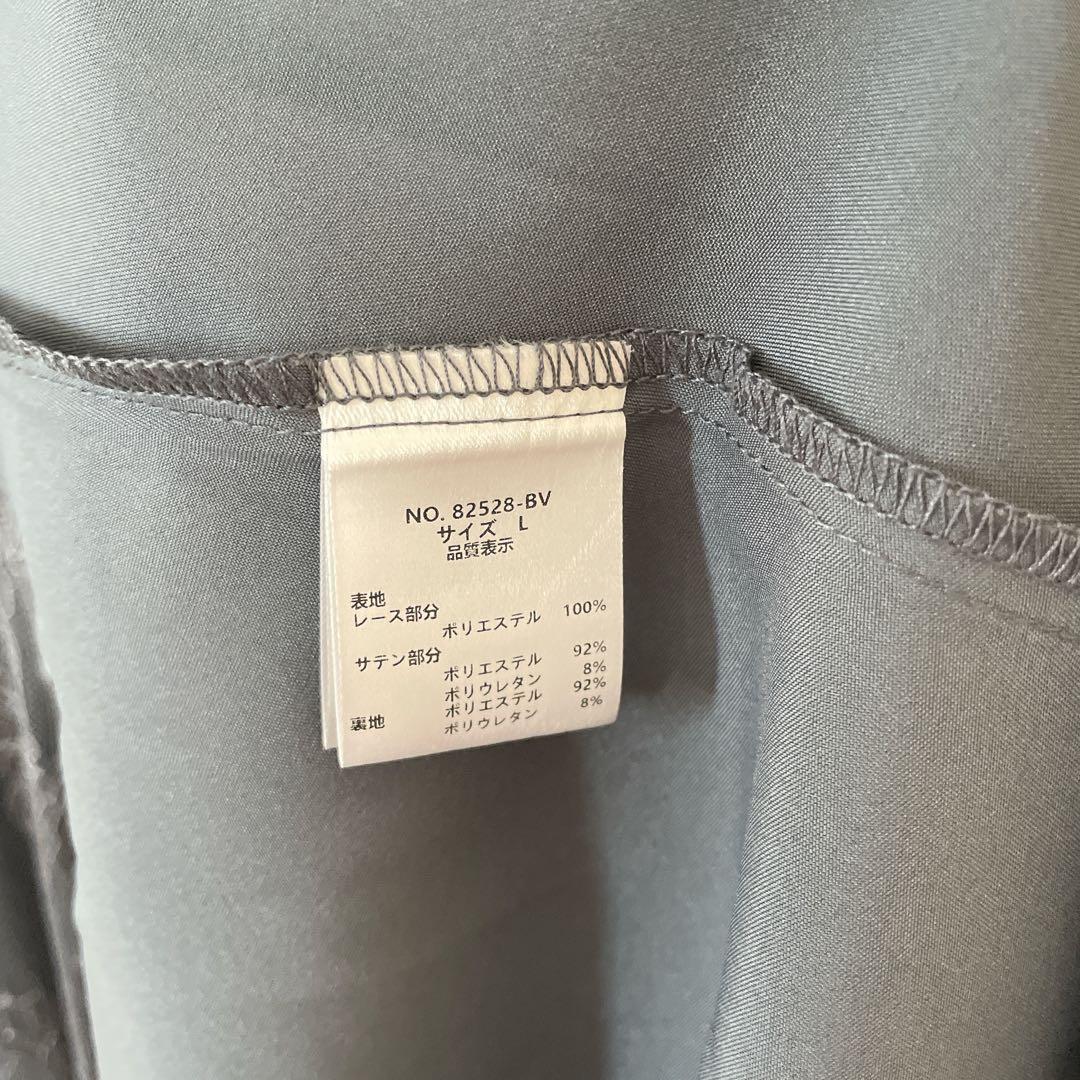 NO. 82528-BV
サイズ L
品質表示
表地
レース部分
ポリエステル 100%
サテン部分
ポリエステル 92%
ポリウレタン 8%
裏地 ポリエステル 92%
ポリウレタン 8%